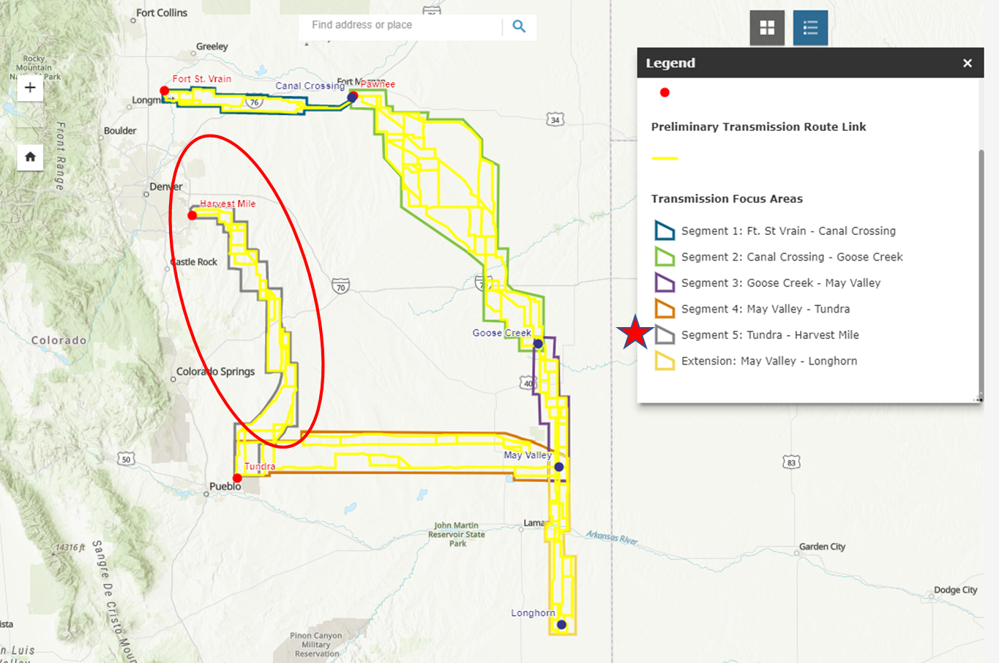 Fort Collins
76
Find address or place
Greeley
Rocky
Mountain
Park
Legend
×
+
Fort St. Vrain
Canal Crossing
Pawnee
Longmont
76
34
Preliminary Transmission Route Link
Boulder
Front Range
Denver
Harvest Mile
Transmission Focus Areas
Segment 1: Ft. St Vrain - Canal Crossing
Segment 2: Canal Crossing - Goose Creek
Segment 3: Goose Creek - May Valley
Segment 4: May Valley - Tundra
Segment 5: Tundra - Harvest Mile
Extension: May Valley - Longhorn
Castle Rock
70
Goose Creek
Colorado
Colorado Springs
40
50
May Valley
83
Tundra
Pueblo
John Martin
Reservoir State
Park
Arkansas River
14316 ft
Sangre De Cristo
Garden City
Dodge City
Longhorn
Pinon Canyon
Military
Reservation
ista
n Luis
Valley